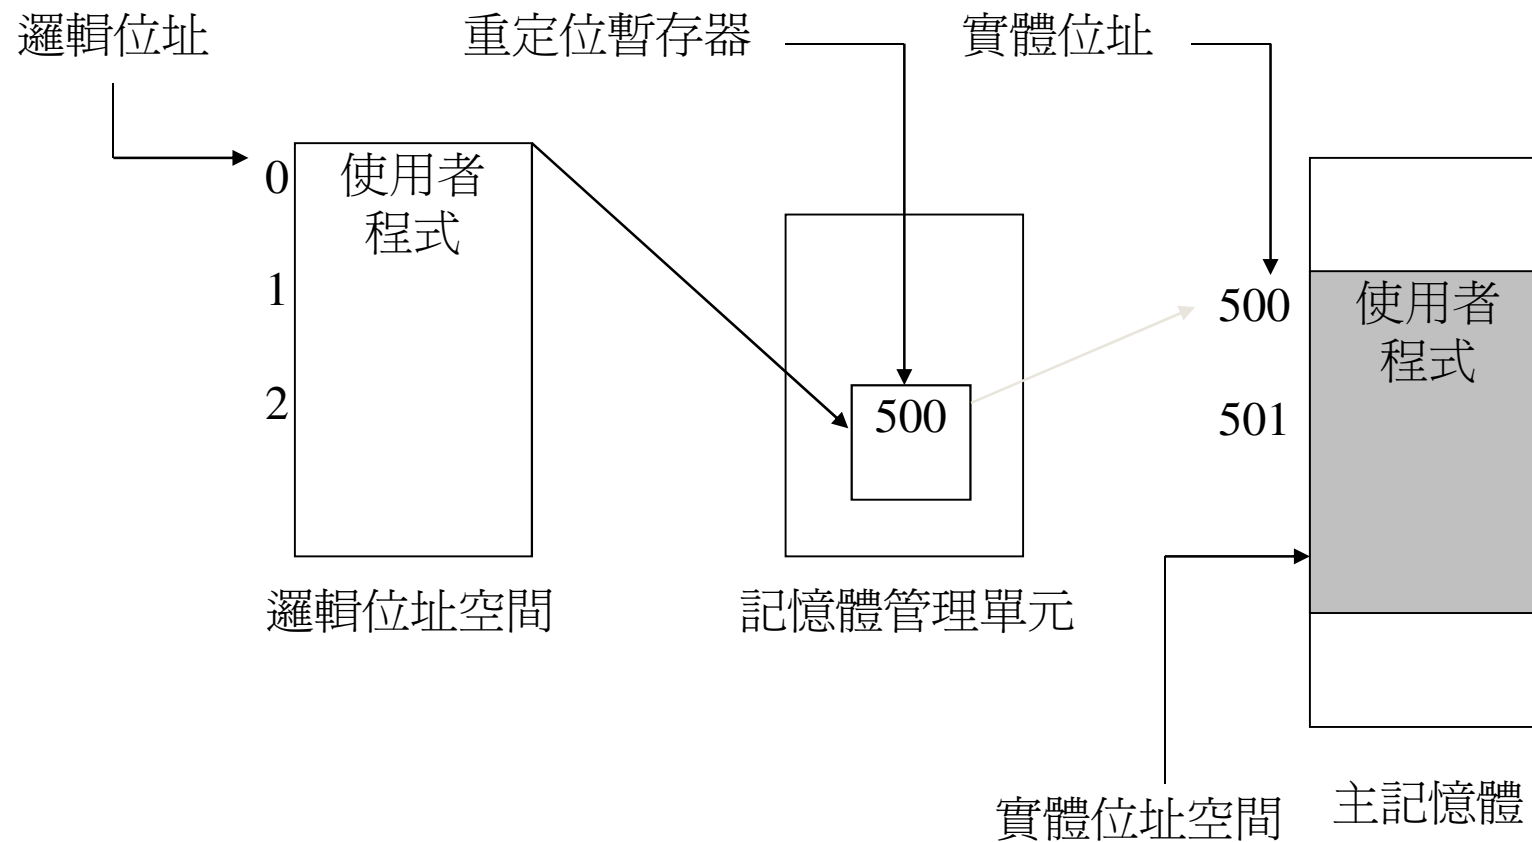 邏輯位址
重定位暫存器
實體位址
0
使用者
程式
1
2
500
500
使用者
程式
501
邏輯位址空間
記憶體管理單元
實體位址空間
主記憶體